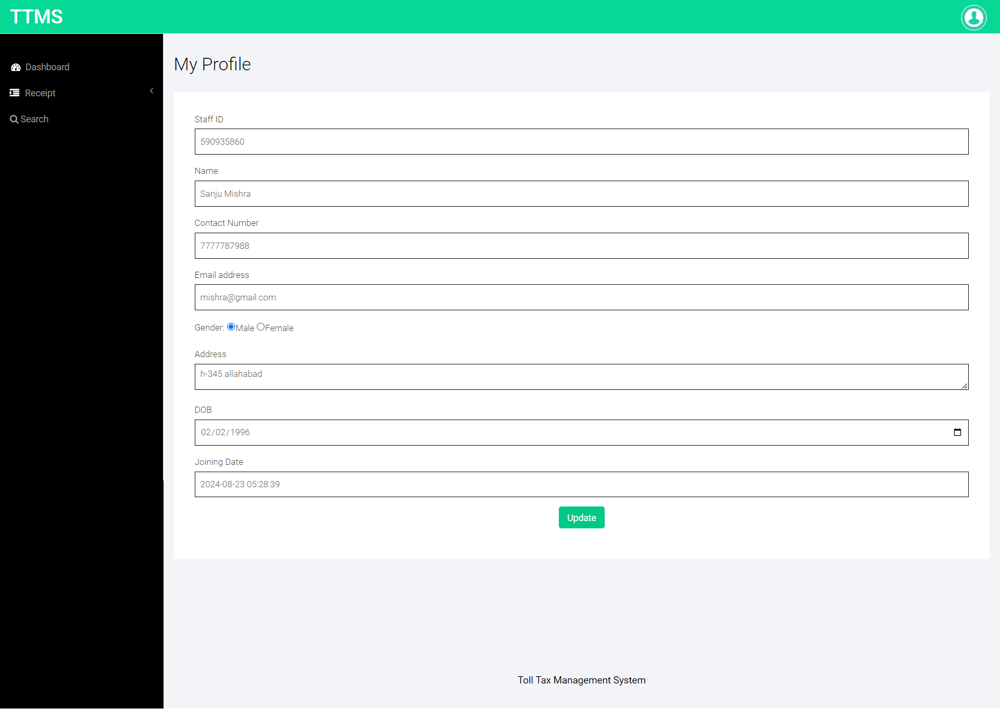 TTMS
Dashboard
Receipt
Search
My Profile
Staff ID
590935860
Name
Sanju Mishra
Contact Number
7777787988
Email address
mishra@gmail.com
Gender: Male Female
Address
h-345 allahabad
DOB
02/02/1996
Joining Date
2024-08-23 05:28:39
Update
Toll Tax Management System